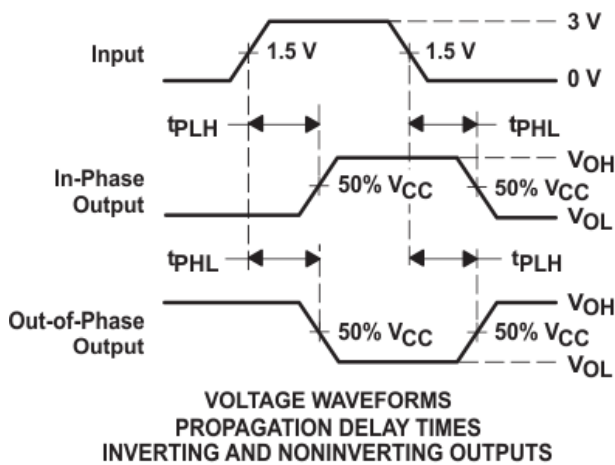 3 V
Input
1.5 V
1.5 V
0 V
tPLH
tPHL
In-Phase
Output
VOH
50% VCC
50% VCC
VOL
tPHL
tPLH
Out-of-Phase
Output
VOH
50% VCC
50% VCC
VOL
VOLTAGE WAVEFORMS
PROPAGATION DELAY TIMES
INVERTING AND NONINVERTING OUTPUTS